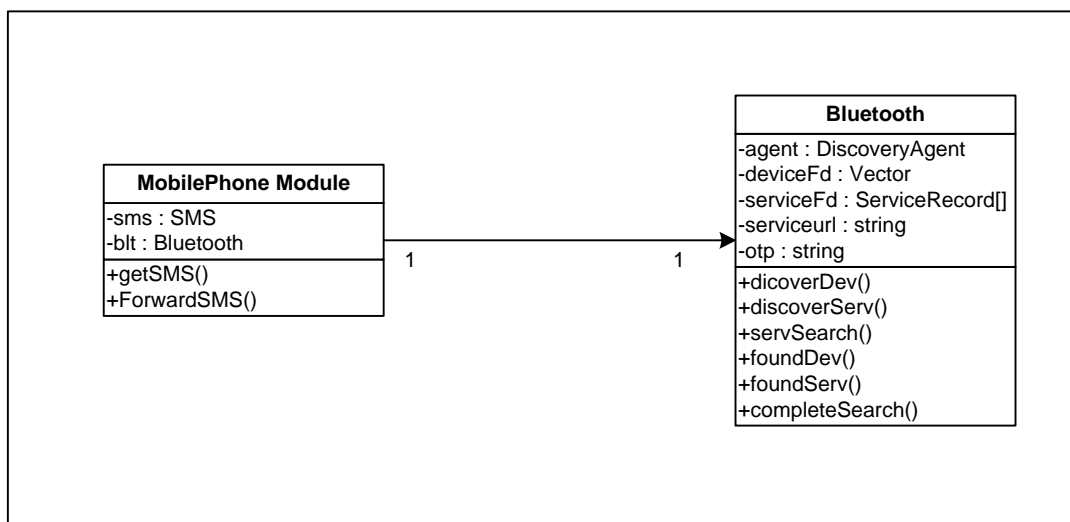 MobilePhone Module
-sms : SMS
-blt : Bluetooth
+getSMS()
+ForwardSMS()
1
1
Bluetooth
-agent : DiscoveryAgent
-deviceFd : Vector
-serviceFd : ServiceRecord[]
-serviceurl : string
-otp : string
+dicoverDev()
+discoverServ()
+servSearch()
+foundDev()
+foundServ()
+completeSearch()